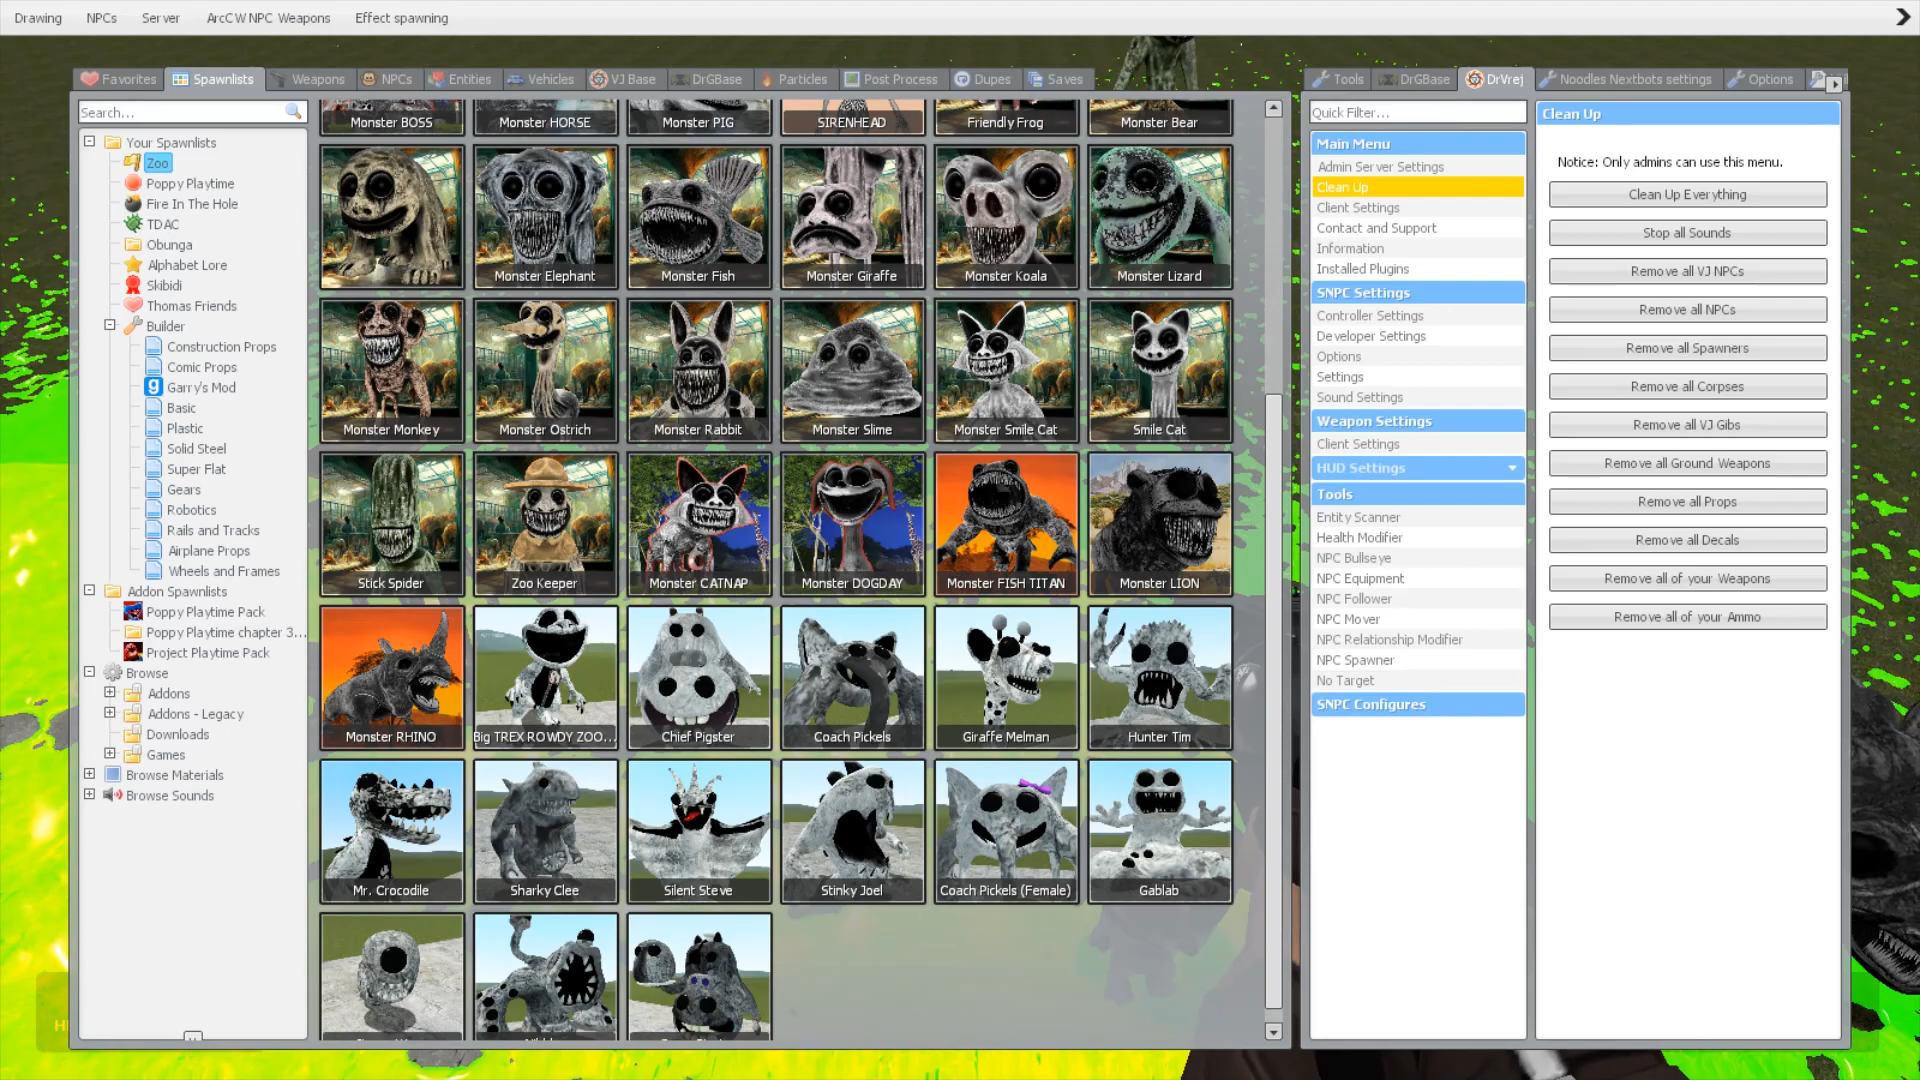 Drawing NPCs Server ArcCW NPC Weapons Effect spawning
Favorites Spawnlists Weapons NPCs Entities Vehicles VJ Base DrGBase Particles Post Process Dupes Saves
Search...
Your Spawnlists
Zoo
Poppy Playtime
Fire In The Hole
TDAC
Obunga
Alphabet Lore
Skibidi
Thomas Friends
Builder
Construction Props
Comic Props
Garry's Mod
Basic
Plastic
Solid Steel
Super Flat
Gears
Robotics
Rails and Tracks
Airplane Props
Wheels and Frames
Addon Spawnlists
Poppy Playtime Pack
Poppy Playtime chapter 3...
Project Playtime Pack
Browse
Addons
Addons - Legacy
Downloads
Games
Browse Materials
Browse Sounds
Monster BOSS Monster HORSE Monster PIG SIRENHEAD Friendly Frog Monster Bear
Monster Elephant Monster Fish Monster Giraffe Monster Koala Monster Lizard
Monster Monkey Monster Ostrich Monster Rabbit Monster Slime Monster Smile Cat Smile Cat
Stick Spider Zoo Keeper Monster CATNAP Monster DOGDAY Monster FISH TITAN Monster LION
Monster RHINO Big TREX ROWDY ZOO... Chief Pigster Coach Pickels Giraffe Melman Hunter Tim
Mr. Crocodile Sharky Clee Silent Steve Stinky Joel Coach Pickels (Female) Gablab
Tools DrGBase DrVrej Noodles Nextbots settings Options
Quick Filter...
Main Menu
Admin Server Settings
Clean Up
Client Settings
Contact and Support
Information
Installed Plugins
SNPC Settings
Controller Settings
Developer Settings
Options
Settings
Sound Settings
Weapon Settings
Client Settings
HUD Settings
Tools
Entity Scanner
Health Modifier
NPC Bullseye
NPC Equipment
NPC Follower
NPC Mover
NPC Relationship Modifier
NPC Spawner
No Target
SNPC Configures
Clean Up
Notice: Only admins can use this menu.
Clean Up Everything
Stop all Sounds
Remove all VJ NPCs
Remove all NPCs
Remove all Spawners
Remove all Corpses
Remove all VJ Gibs
Remove all Ground Weapons
Remove all Props
Remove all Decals
Remove all of your Weapons
Remove all of your Ammo